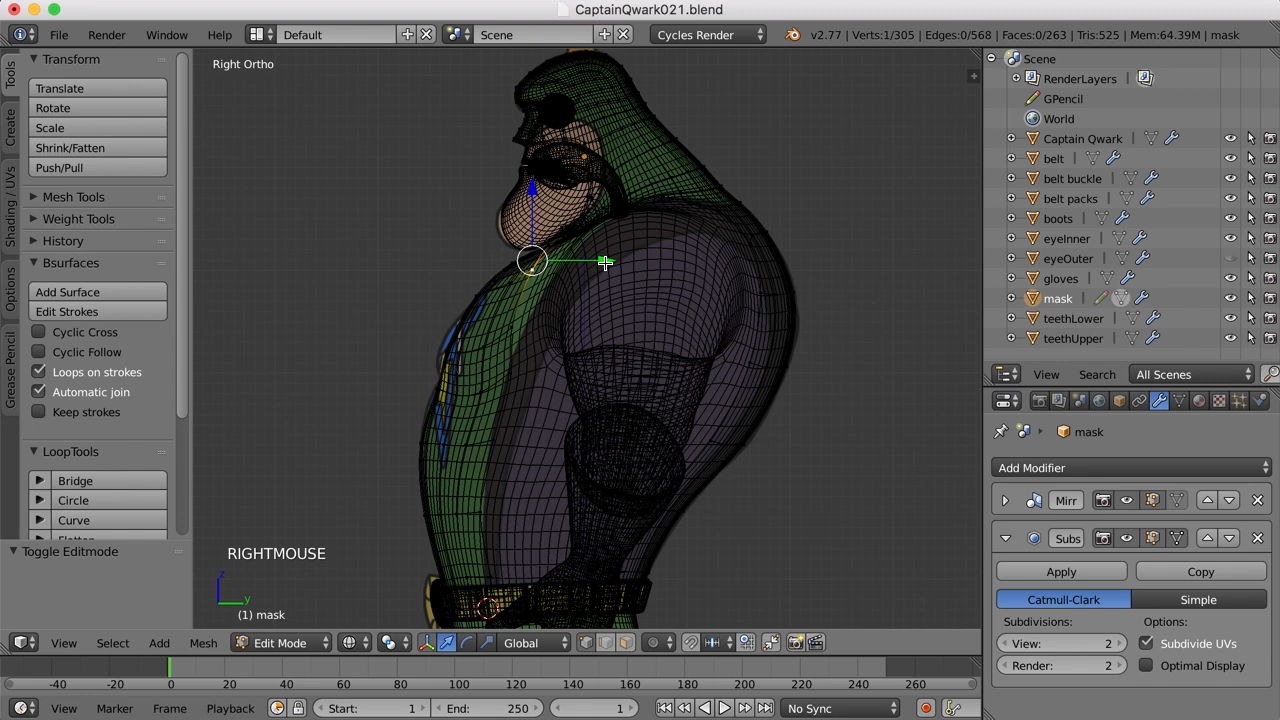 CaptainQwark021.blend
File Render Window Help Default Scene Cycles Render v2.77 | Verts:1/305 | Edges:0/568 | Faces:0/263 | Tris:525 | Mem:64.39M | mask
Tools
Create
Shading / UVs
Options
Grease Pencil
Transform
Translate
Rotate
Scale
Shrink/Fatten
Push/Pull
Mesh Tools
Weight Tools
History
Bsurfaces
Add Surface
Edit Strokes
Cyclic Cross
Cyclic Follow
Loops on strokes
Automatic join
Keep strokes
LoopTools
Bridge
Circle
Curve
Toggle Editmode
Right Ortho
RIGHTMOUSE
z
y
(1) mask
View Select Add Mesh Edit Mode Global
-40 -20 0 20 40 60 80 100 120 140 160 180 200 220 240 260
View Marker Frame Playback Start: 1 End: 250 1 No Sync
Scene
RenderLayers
GPencil
World
Captain Qwark
belt
belt buckle
belt packs
boots
eyeInner
eyeOuter
gloves
mask
teethLower
teethUpper
View Search All Scenes
mask
Add Modifier
Mirr
Subs
Apply Copy
Catmull-Clark Simple
Subdivisions: Options:
View: 2 Subdivide UVs
Render: 2 Optimal Display